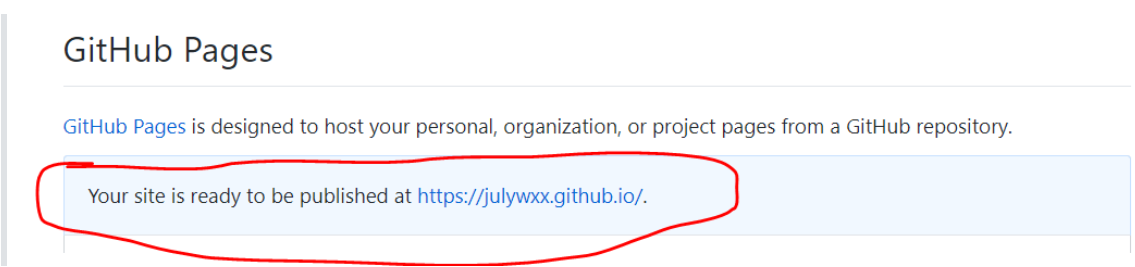 GitHub Pages
GitHub Pages is designed to host your personal, organization, or project pages from a GitHub repository.
Your site is ready to be published at https://julywxx.github.io/.